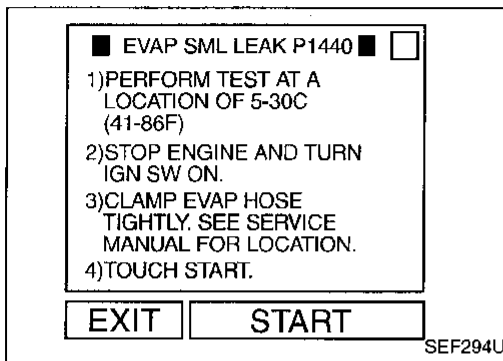 ■ EVAP SML LEAK P1440 ■
1)PERFORM TEST AT A
LOCATION OF 5-30C
(41-86F)
2)STOP ENGINE AND TURN
IGN SW ON.
3)CLAMP EVAP HOSE
TIGHTLY. SEE SERVICE
MANUAL FOR LOCATION.
4)TOUCH START.
EXIT START
SEF294U